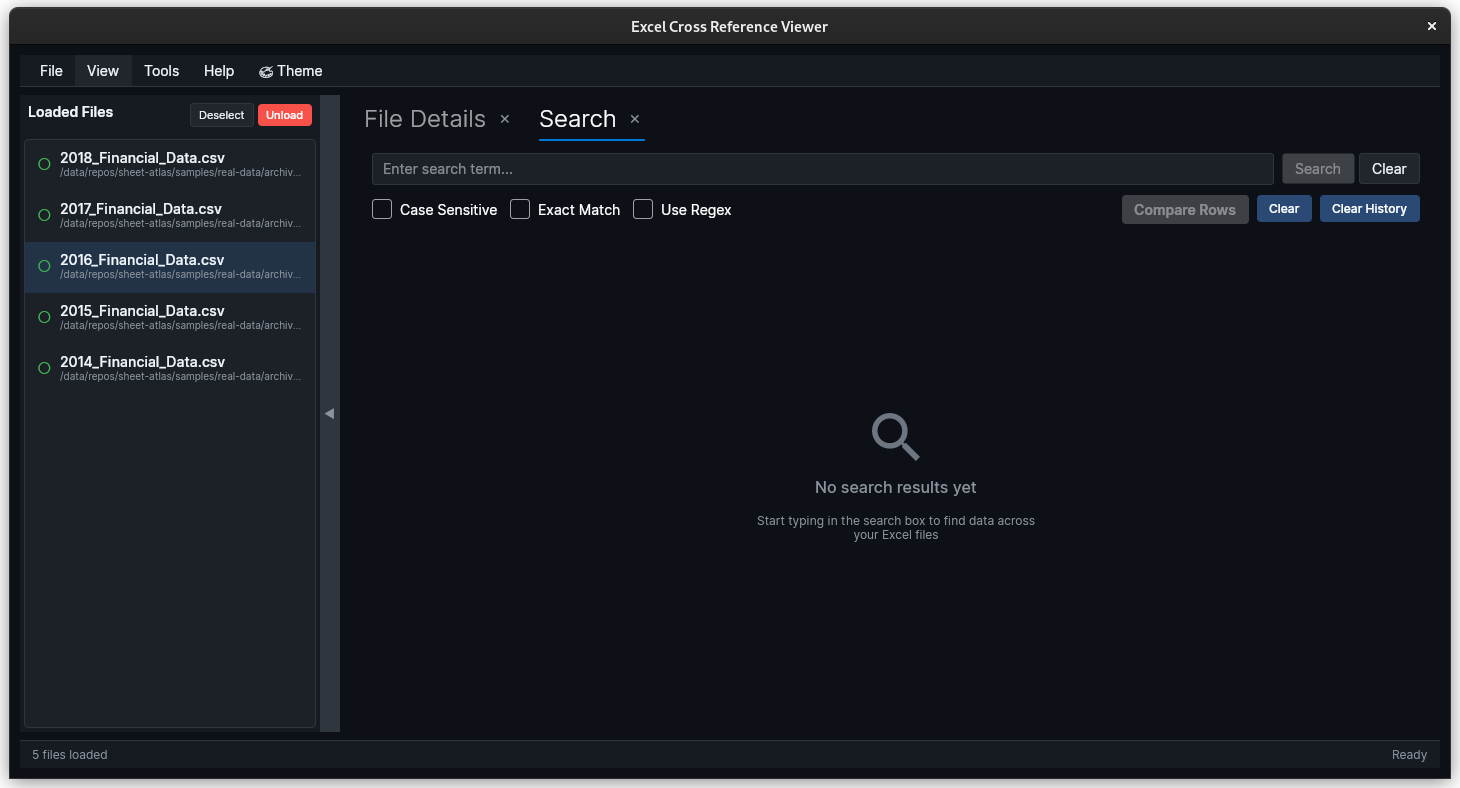 Excel Cross Reference Viewer
File View Tools Help Theme
Loaded Files Deselect Unload
2018_Financial_Data.csv
/data/repos/sheet-atlas/samples/real-data/archiv...
2017_Financial_Data.csv
/data/repos/sheet-atlas/samples/real-data/archiv...
2016_Financial_Data.csv
/data/repos/sheet-atlas/samples/real-data/archiv...
2015_Financial_Data.csv
/data/repos/sheet-atlas/samples/real-data/archiv...
2014_Financial_Data.csv
/data/repos/sheet-atlas/samples/real-data/archiv...
File Details × Search ×
Enter search term... Search Clear
Case Sensitive Exact Match Use Regex Compare Rows Clear Clear History
No search results yet
Start typing in the search box to find data across
your Excel files
5 files loaded Ready